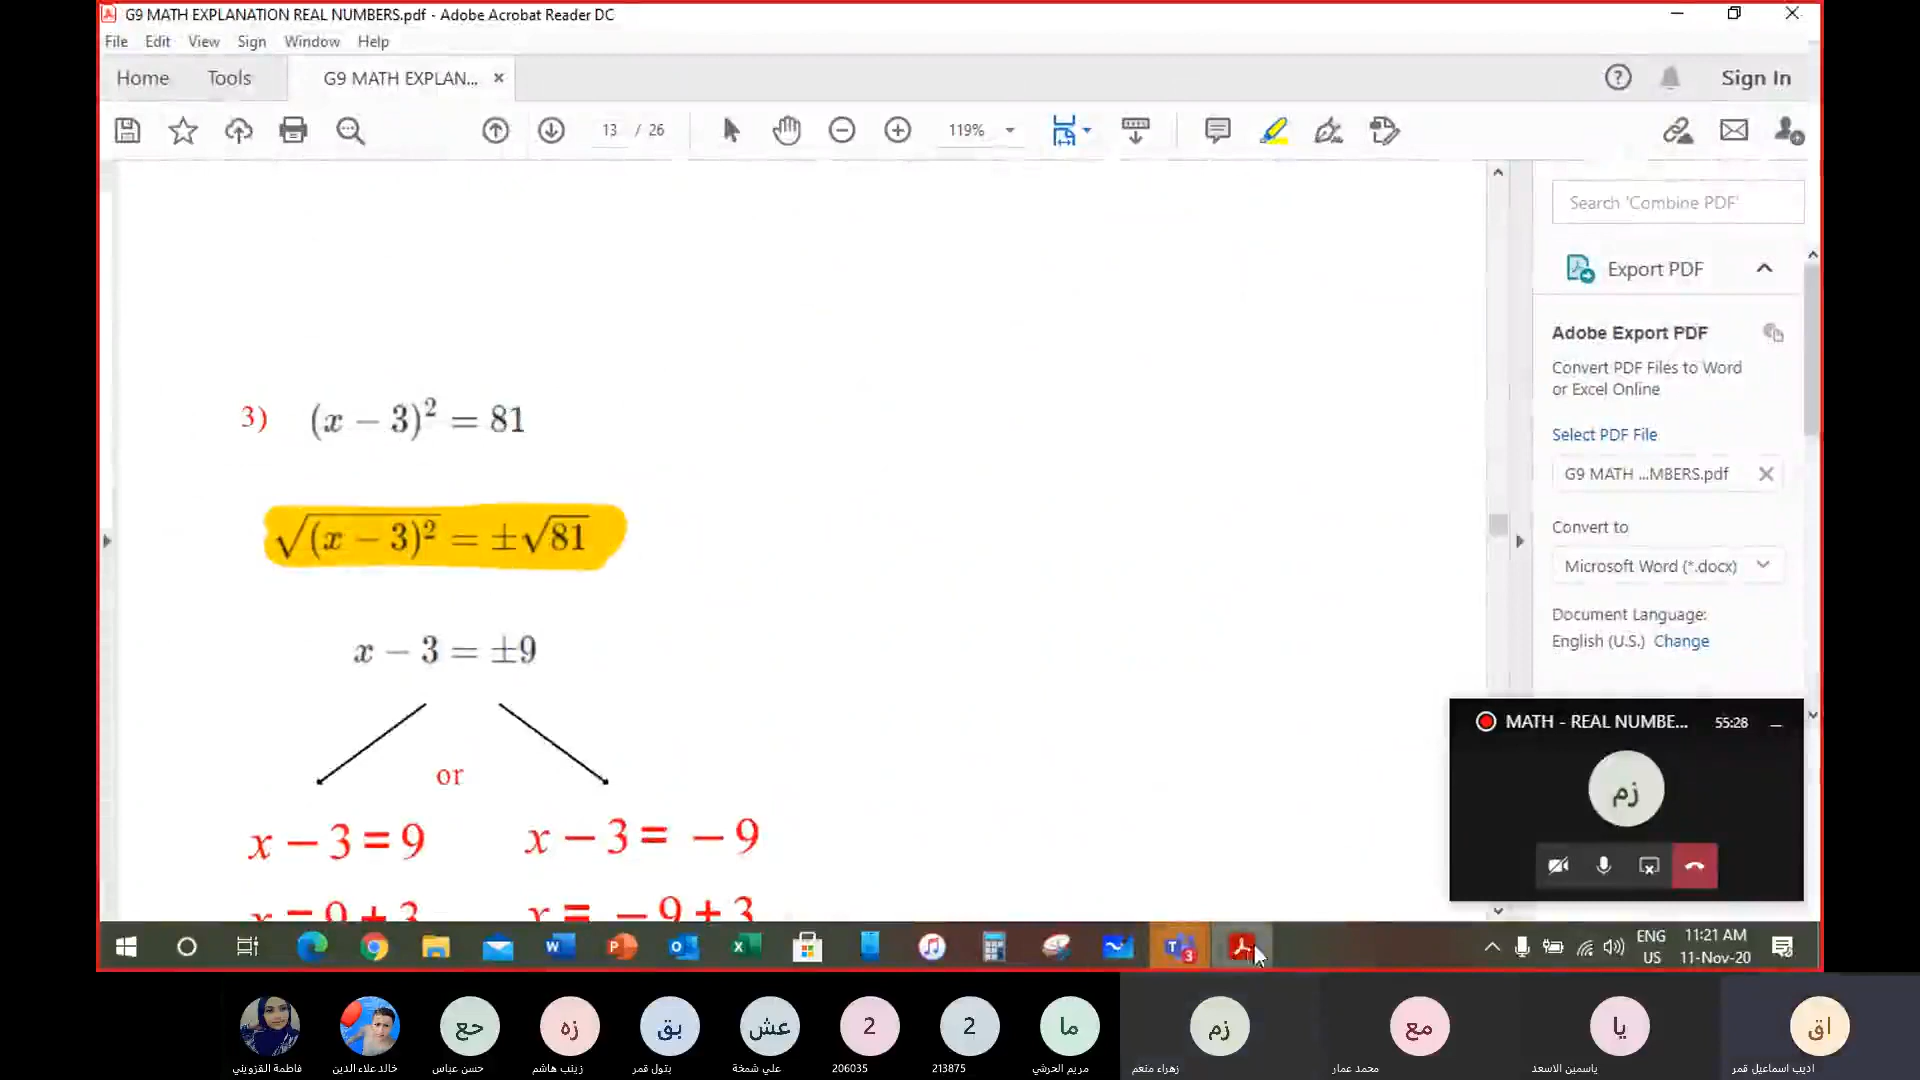 G9 MATH EXPLANATION REAL NUMBERS.pdf - Adobe Acrobat Reader DC
File Edit View Sign Window Help
Home Tools G9 MATH EXPLAN... × Sign In
13 / 26 119%
Search 'Combine PDF'
Export PDF
Adobe Export PDF
Convert PDF Files to Word
or Excel Online
Select PDF File
G9 MATH ...MBERS.pdf
Convert to
Microsoft Word (*.docx)
Document Language:
English (U.S.) Change
3) (x − 3)² = 81
√(x − 3)² = ±√81
x − 3 = ±9
or
x − 3 = 9 x − 3 = −9
x = 9 + 3 x = −9 + 3
MATH - REAL NUMBE... 55:28
زم
ENG
US
11:21 AM
11-Nov-20
3
حع زه بق عش 2 2 ما زم مع يا اق
فاطمة القزويني خالد علاء الدين حسن عباس زينب هاشم بتول قمر علي شمخة 206035 213875 مريم الحرشي زهراء منعم محمد عمار ياسمين الاسعد اديب اسماعيل قمر